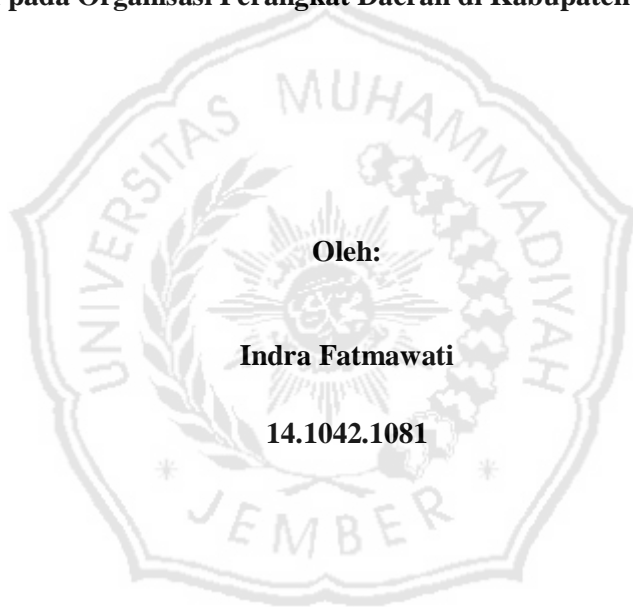 pada Organisasi Perangkat Daerah di Kabupaten
UNIVERSITAS MUHAMMADIYAH
Oleh:
Indra Fatmawati
14.1042.1081
JEMBER